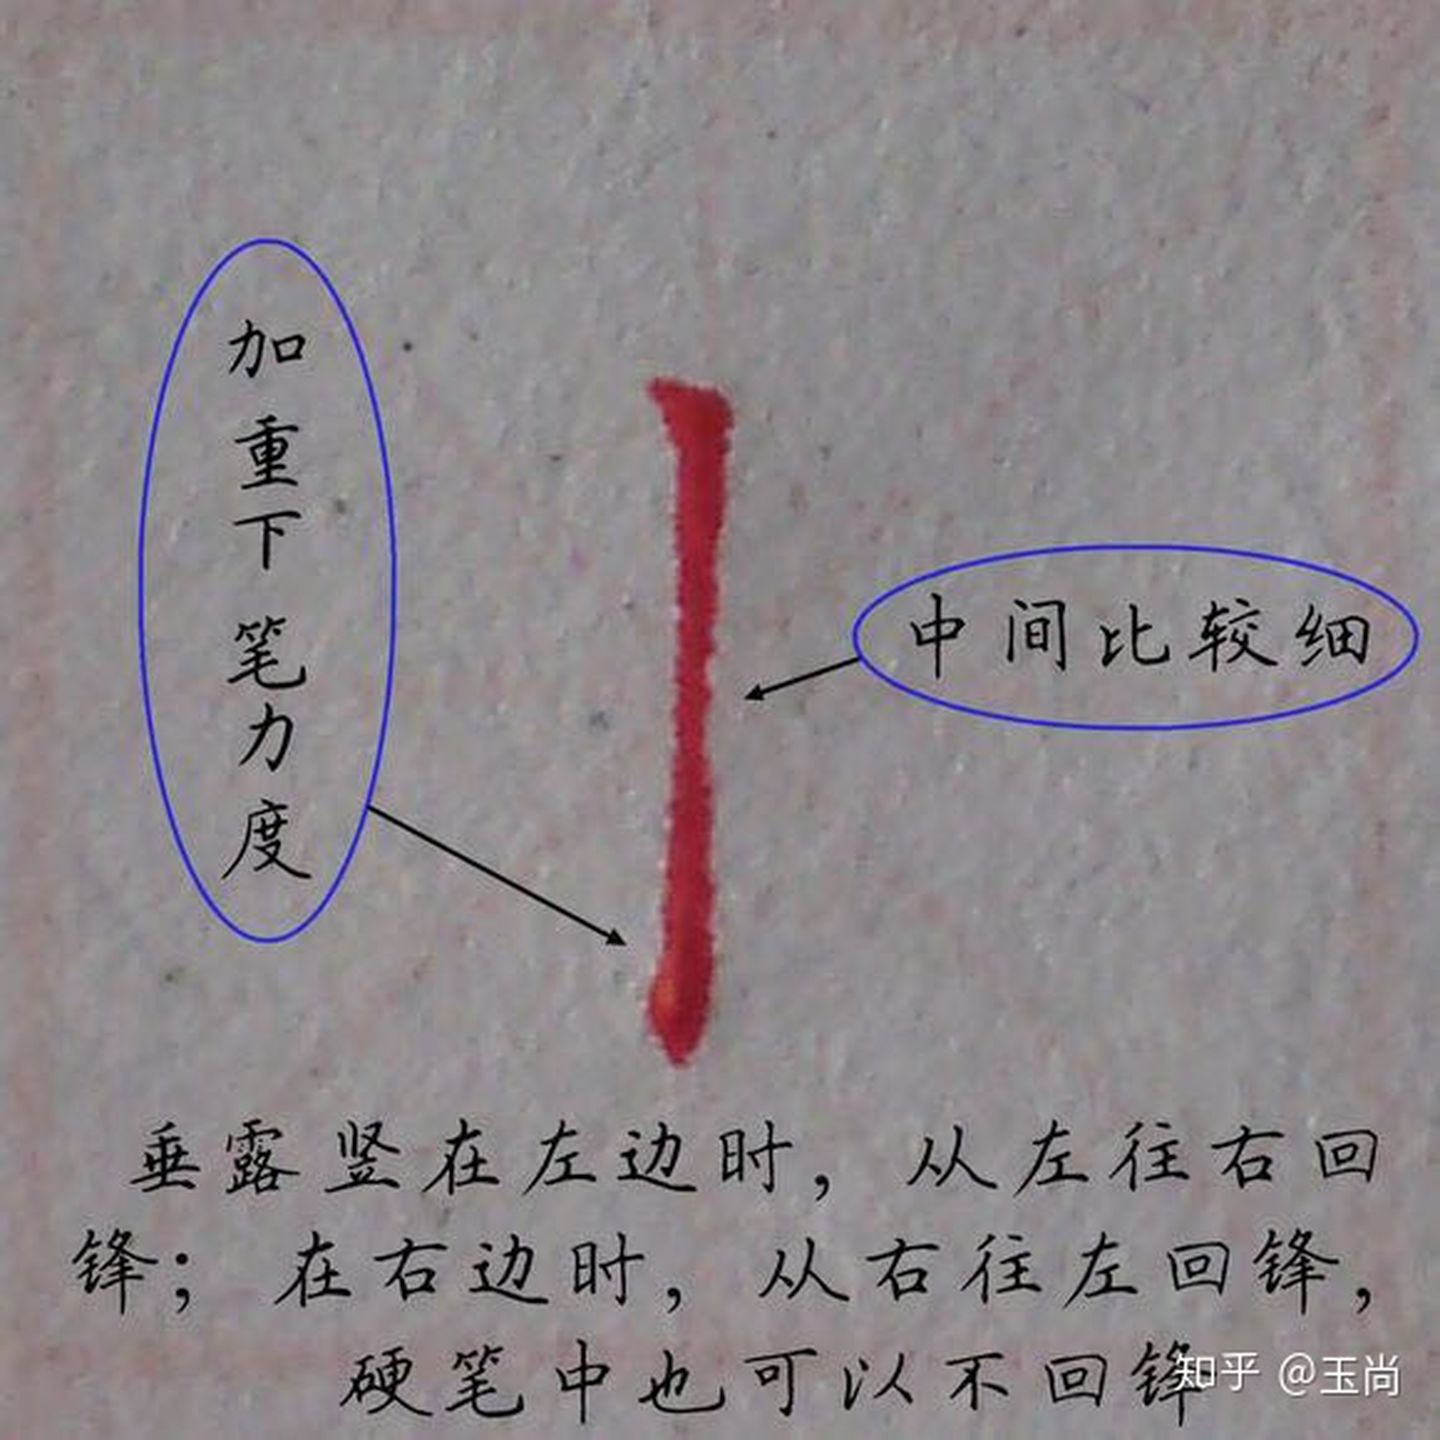 加重下笔力度
中间比较细
垂露竖在左边时，从左往右回
锋；在右边时，从右往左回锋，
硬笔中也可以不回锋
知乎 @玉尚